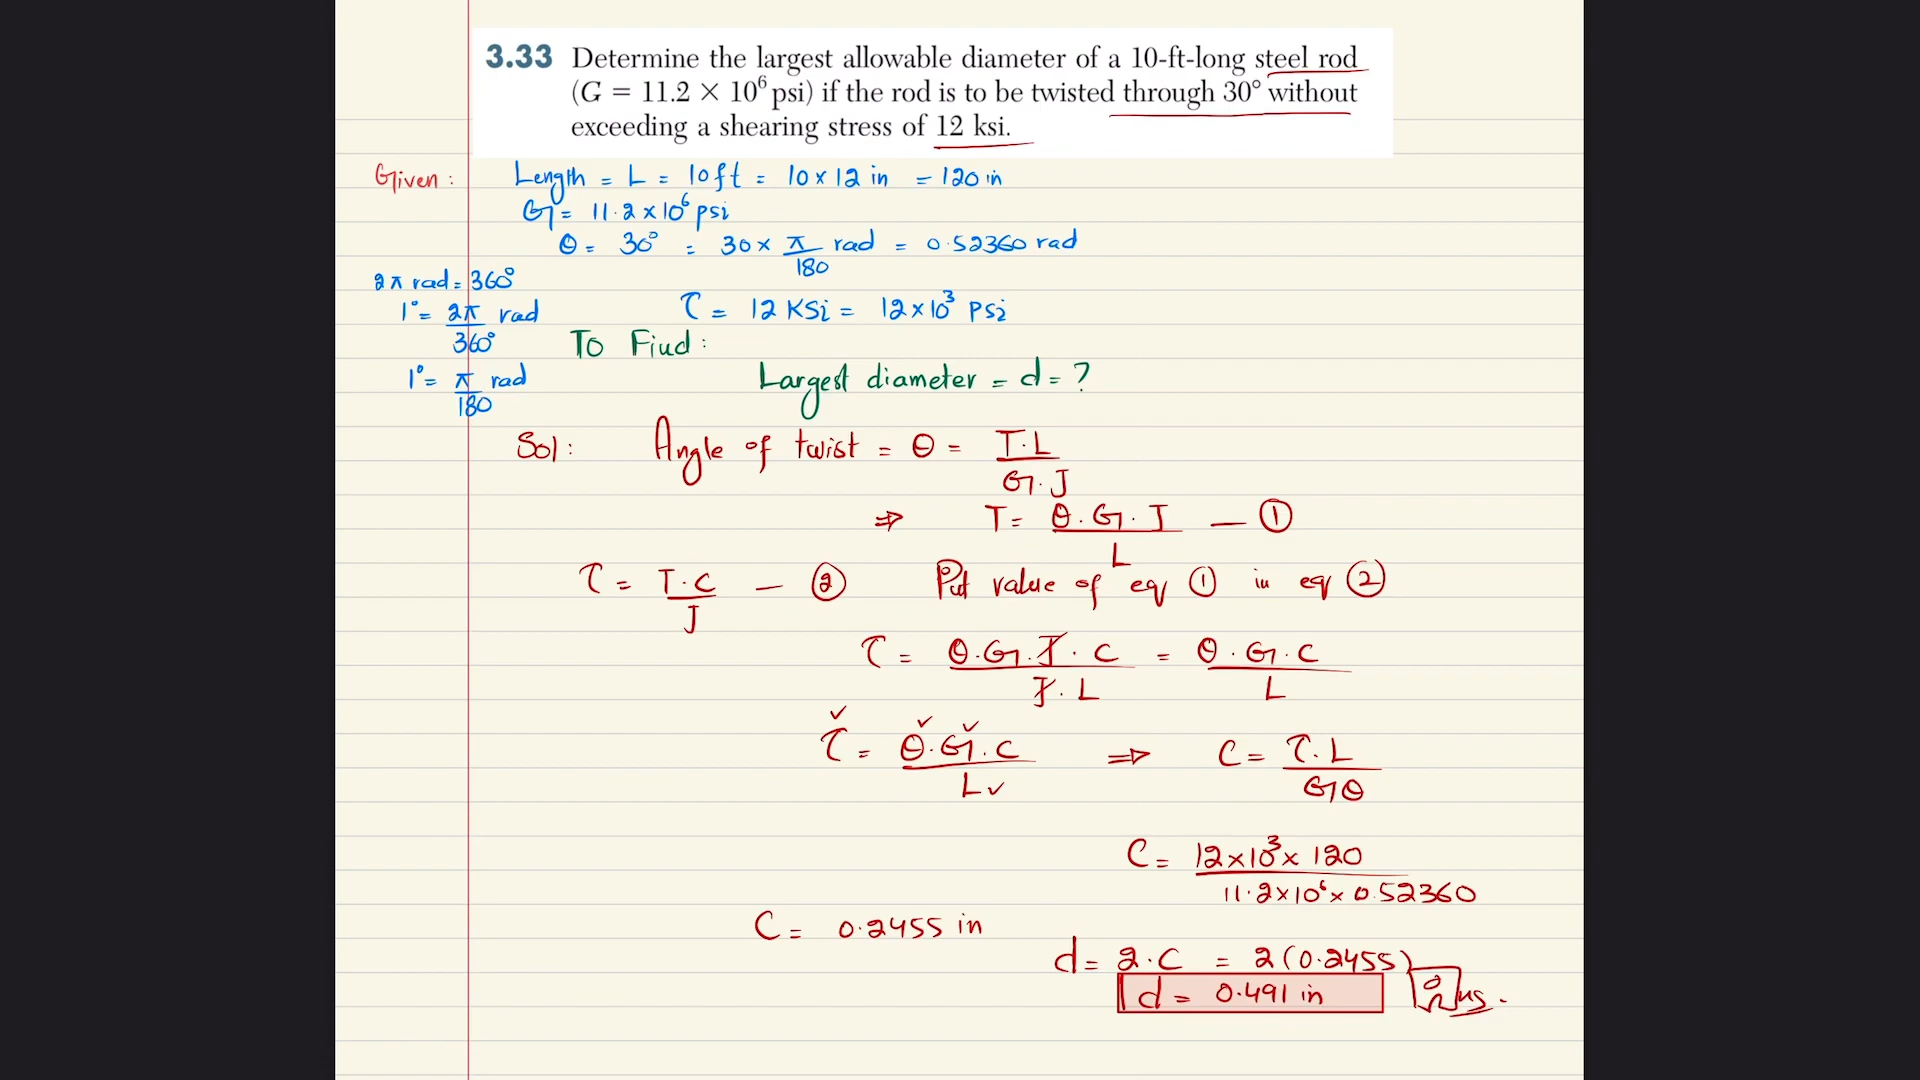 3.33 Determine the largest allowable diameter of a 10-ft-long steel rod
(G = 11.2 × 10⁶ psi) if the rod is to be twisted through 30° without
exceeding a shearing stress of 12 ksi.
Given: Length = L = 10ft = 10 × 12 in = 120 in
G = 11.2 × 10⁶ psi
θ = 30° = 30 × π/180 rad = 0.52360 rad
2π rad = 360°
1° = 2π/360° rad
τ = 12 KSi = 12×10³ Psi
To Find:
1° = π/180 rad
Largest diameter = d = ?
Sol: Angle of twist = θ = T·L/G·J
⇒ T = θ·G·J/L — ①
τ = T·C/J — ② Put value of eq ① in eq ②
τ = θ·G·J·C/J·L = θ·G·C/L
τ = θ·G·C/L ⇒ C = τ·L/Gθ
C = 12×10³×120/11.2×10⁶×0.52360
C = 0.2455 in
d = 2·C = 2(0.2455)
d = 0.491 in